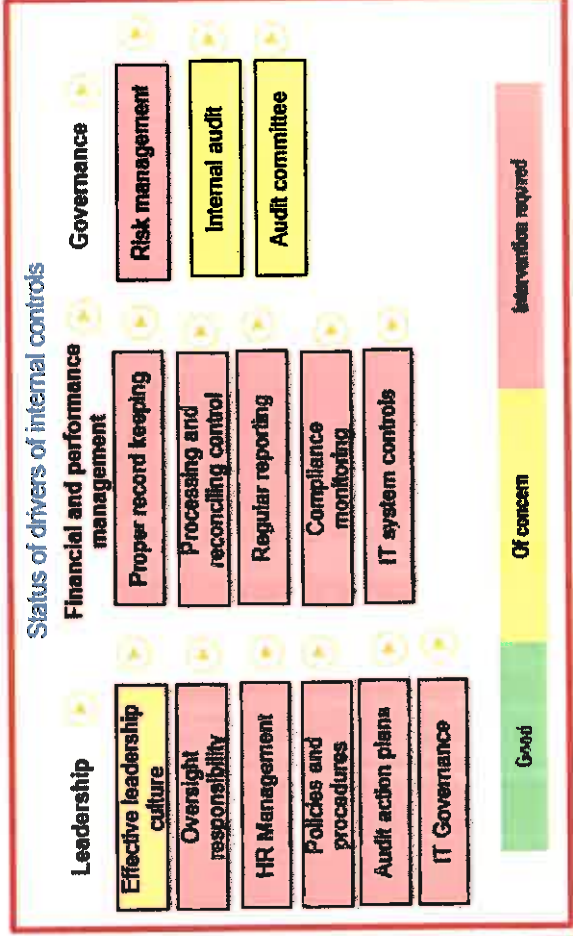 Status of drivers of internal controls
Leadership
Effective leadership
culture
Oversight
responsibility
HR Management
Policies and
procedures
Audit action plans
IT Governance
Financial and performance
management
Proper record keeping
Processing and
reconciling control
Regular reporting
Compliance
monitoring
IT system controls
Governance
Risk management
Internal audit
Audit committee
Good
Of concern
Intervention required